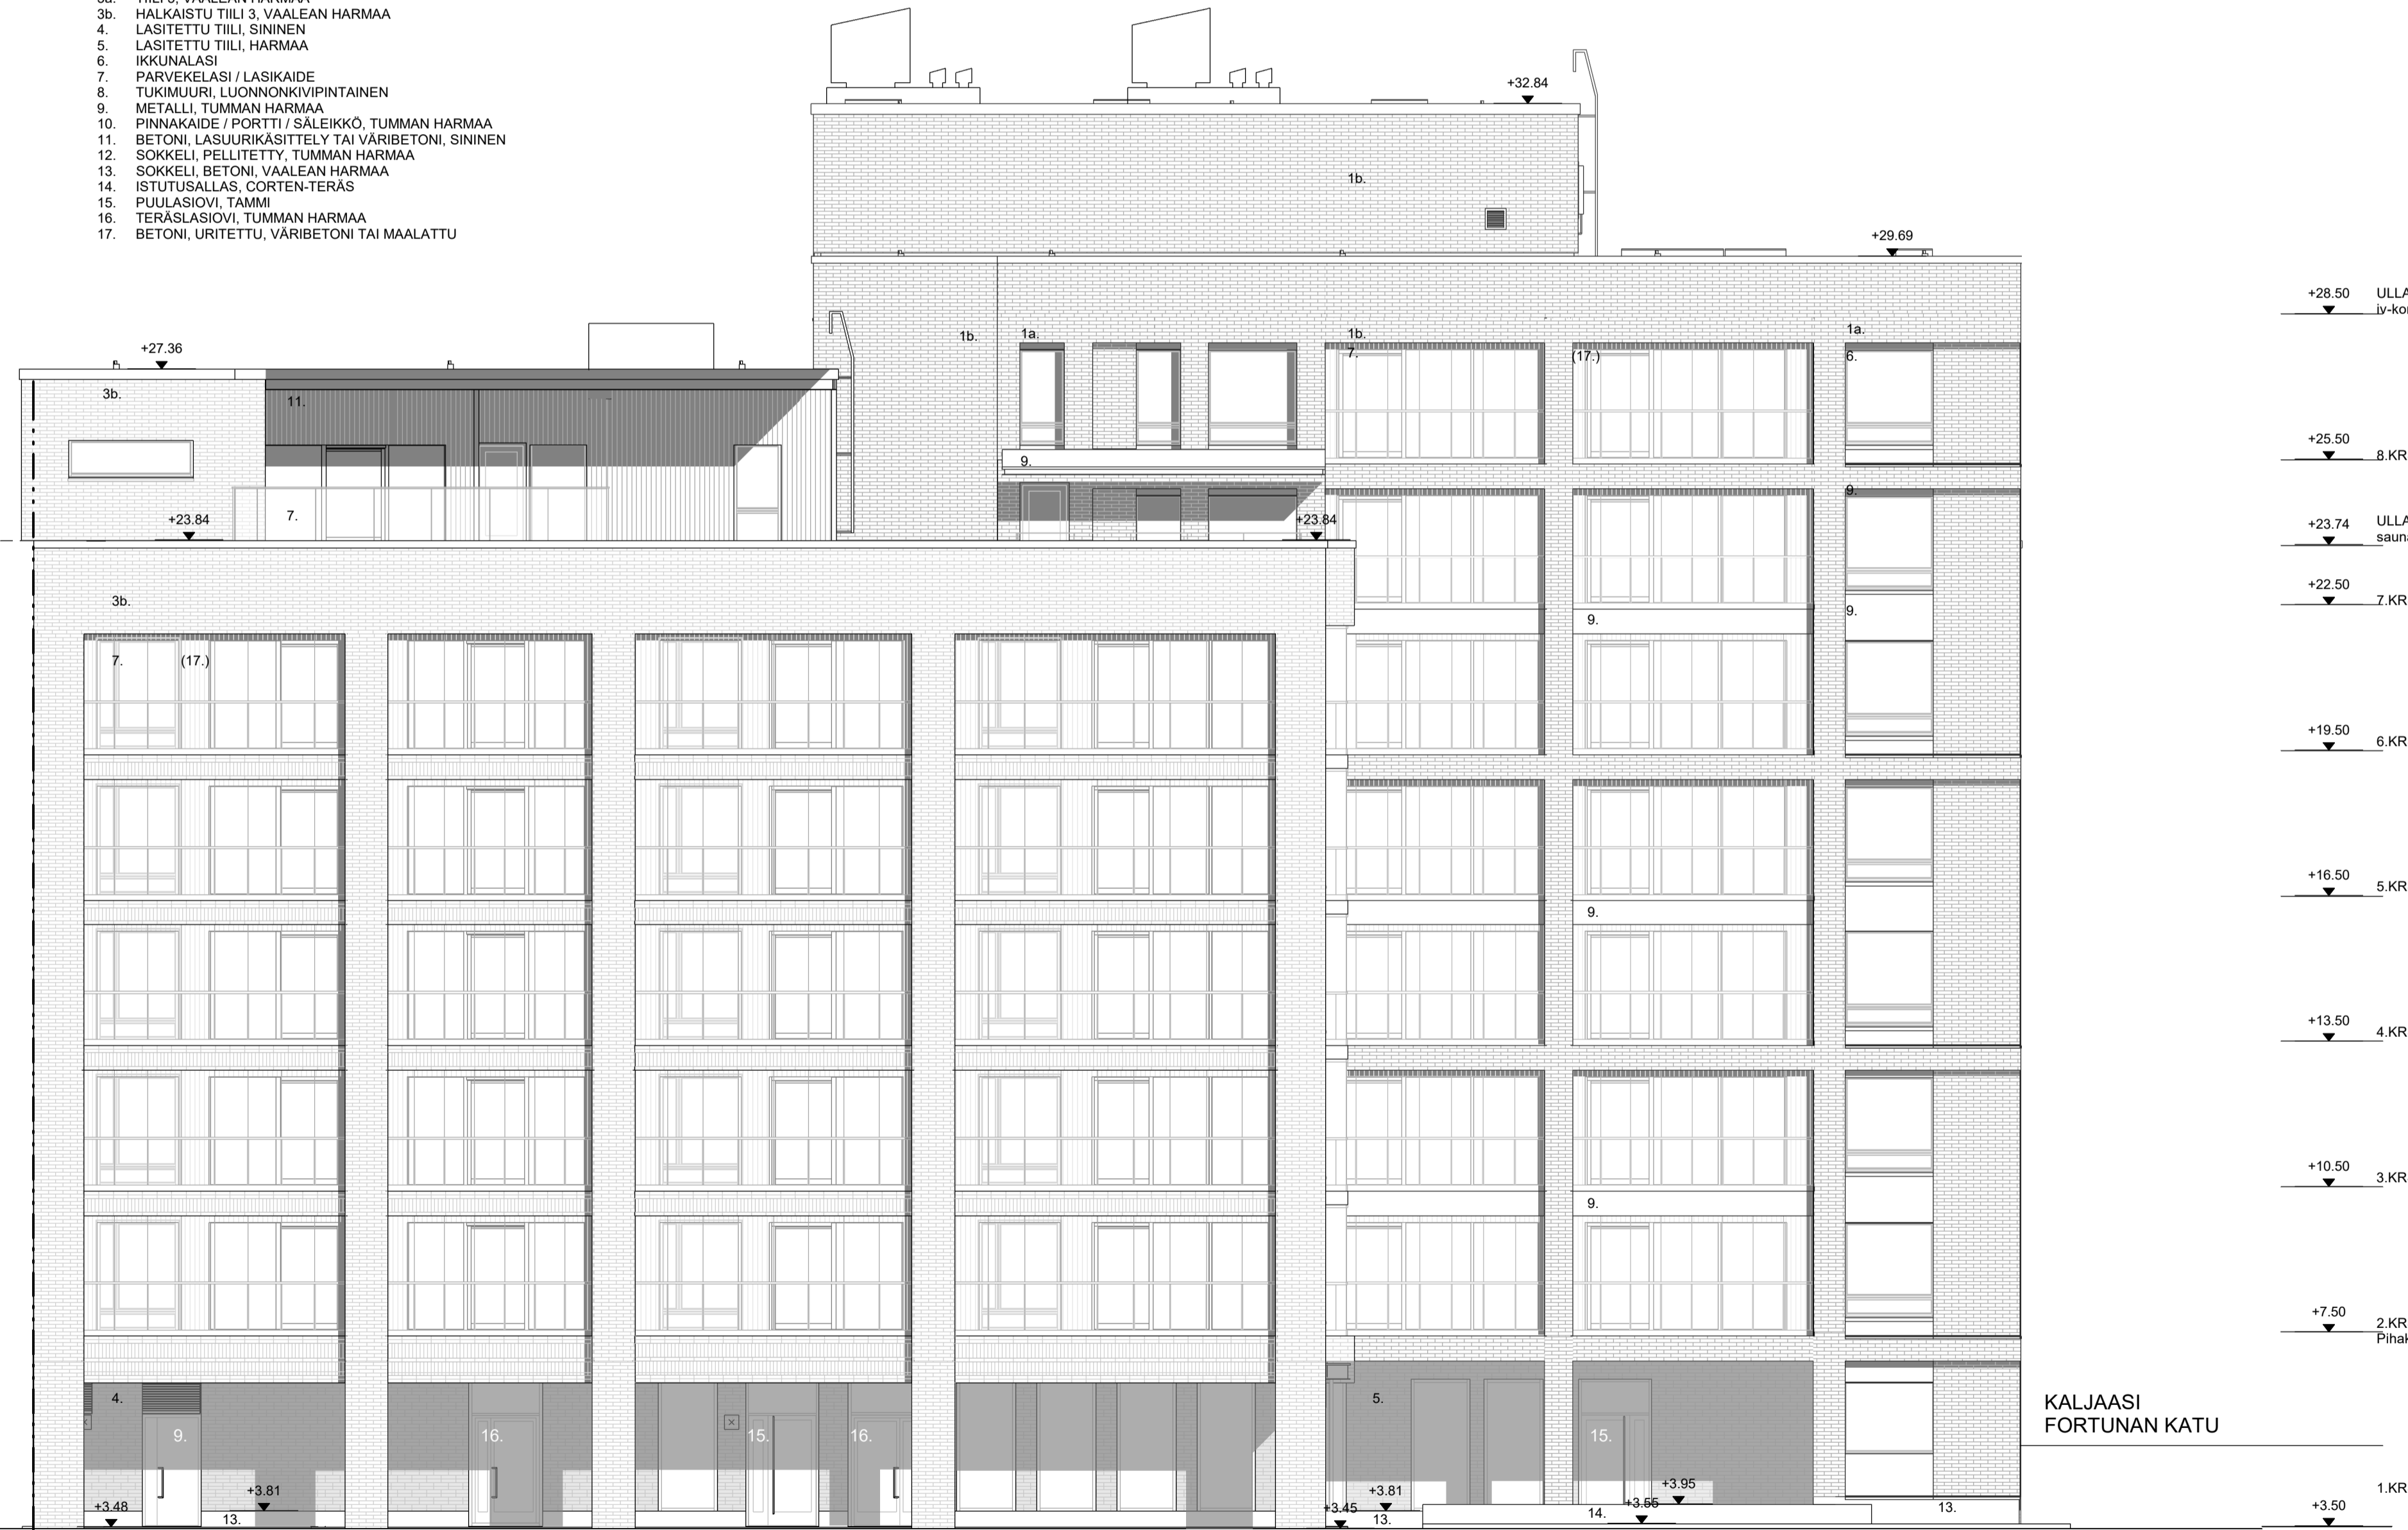 3b. HALKAISTU TIILI 3, VAALEAN HARMAA
4. LASITETTU TIILI, SININEN
5. LASITETTU TIILI, HARMAA
6. IKKUNALASI
7. PARVEKELASI / LASIKAIDE
8. TUKIMUURI, LUONNONKIVIPINTAINEN
9. METALLI, TUMMAN HARMAA
10. PINNAKAIDE / PORTTI / SÄLEIKKÖ, TUMMAN HARMAA
11. BETONI, LASUURIKÄSITTELY TAI VÄRIBETONI, SININEN
12. SOKKELI, PELLITETTY, TUMMAN HARMAA
13. SOKKELI, BETONI, VAALEAN HARMAA
14. ISTUTUSALLAS, CORTEN-TERÄS
15. PUULASIOVI, TAMMI
16. TERÄSLASIOVI, TUMMAN HARMAA
17. BETONI, URITETTU, VÄRIBETONI TAI MAALATTU
+32.84
1b.
+29.69
+28.50 ULLA
iv-kor
1b. 1a. 1b. 1a.
7. (17.) 6.
+27.36
3b. 11.
+25.50 8.KR
9.
9.
7.
+23.84 +23.84
+23.74 ULLA
sauna
3b.
+22.50 7.KR
9. 9.
7. (17.)
+19.50 6.KR
+16.50 5.KR
9.
+13.50 4.KR
+10.50 3.KR
9.
+7.50 2.KR
Pihak
4. 5.
KALJAASI
FORTUNAN KATU
9. 16. 15. 16. 15.
1.KR
+3.48 +3.81 +3.45 +3.81 +3.55 +3.95 +3.50
13. 13. 14. 13.